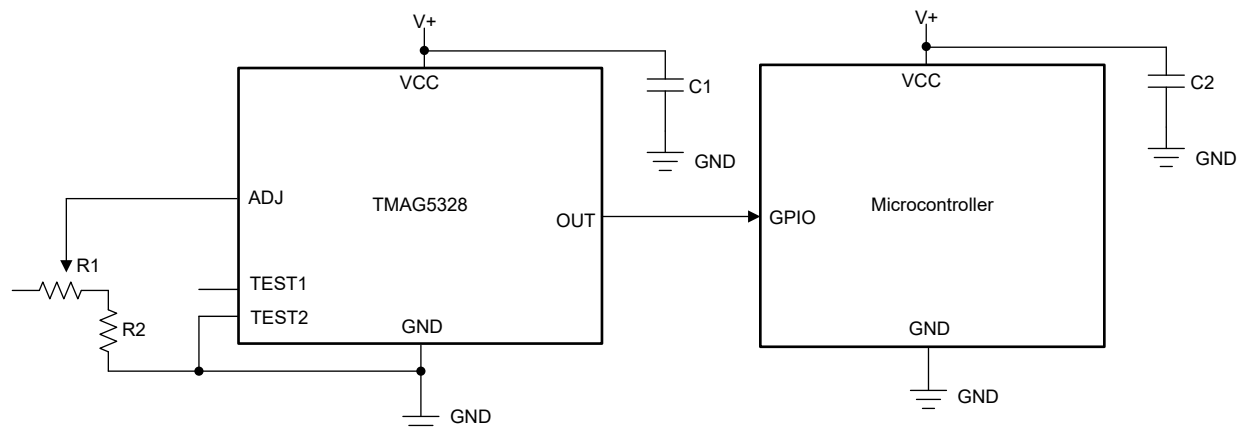 V+
VCC
C1
GND
ADJ
TMAG5328
OUT
R1
TEST1
TEST2
R2
GND
GND
V+
VCC
C2
GND
GPIO
Microcontroller
GND
GND